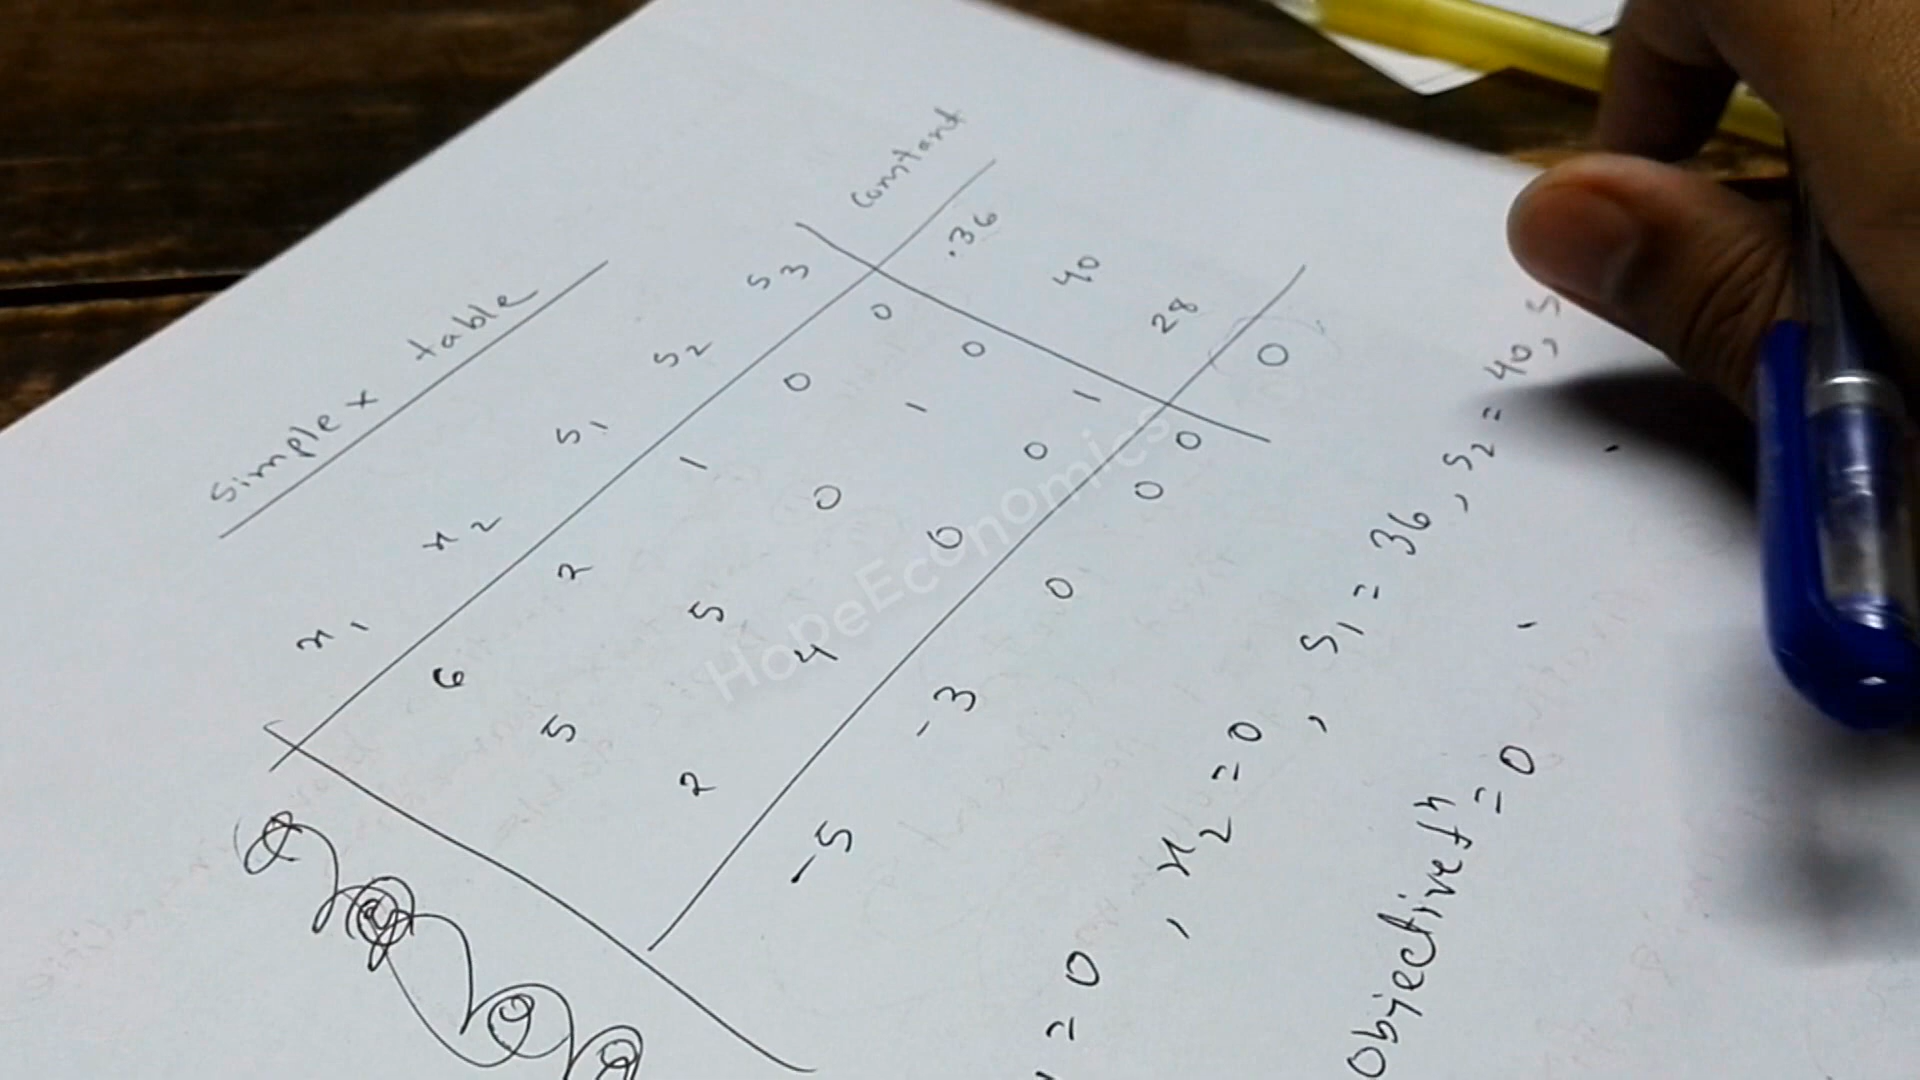 simplex table
x1 x2 s1 s2 s3 constant
6 2 1 0 0 36
5 5 0 1 0 40
2 4 0 0 1 28
-5 -3 0 0 0 0
= 0, x2 = 0, s1 = 36, s2 = 40, s
Objective fn = 0
HopeEconomics